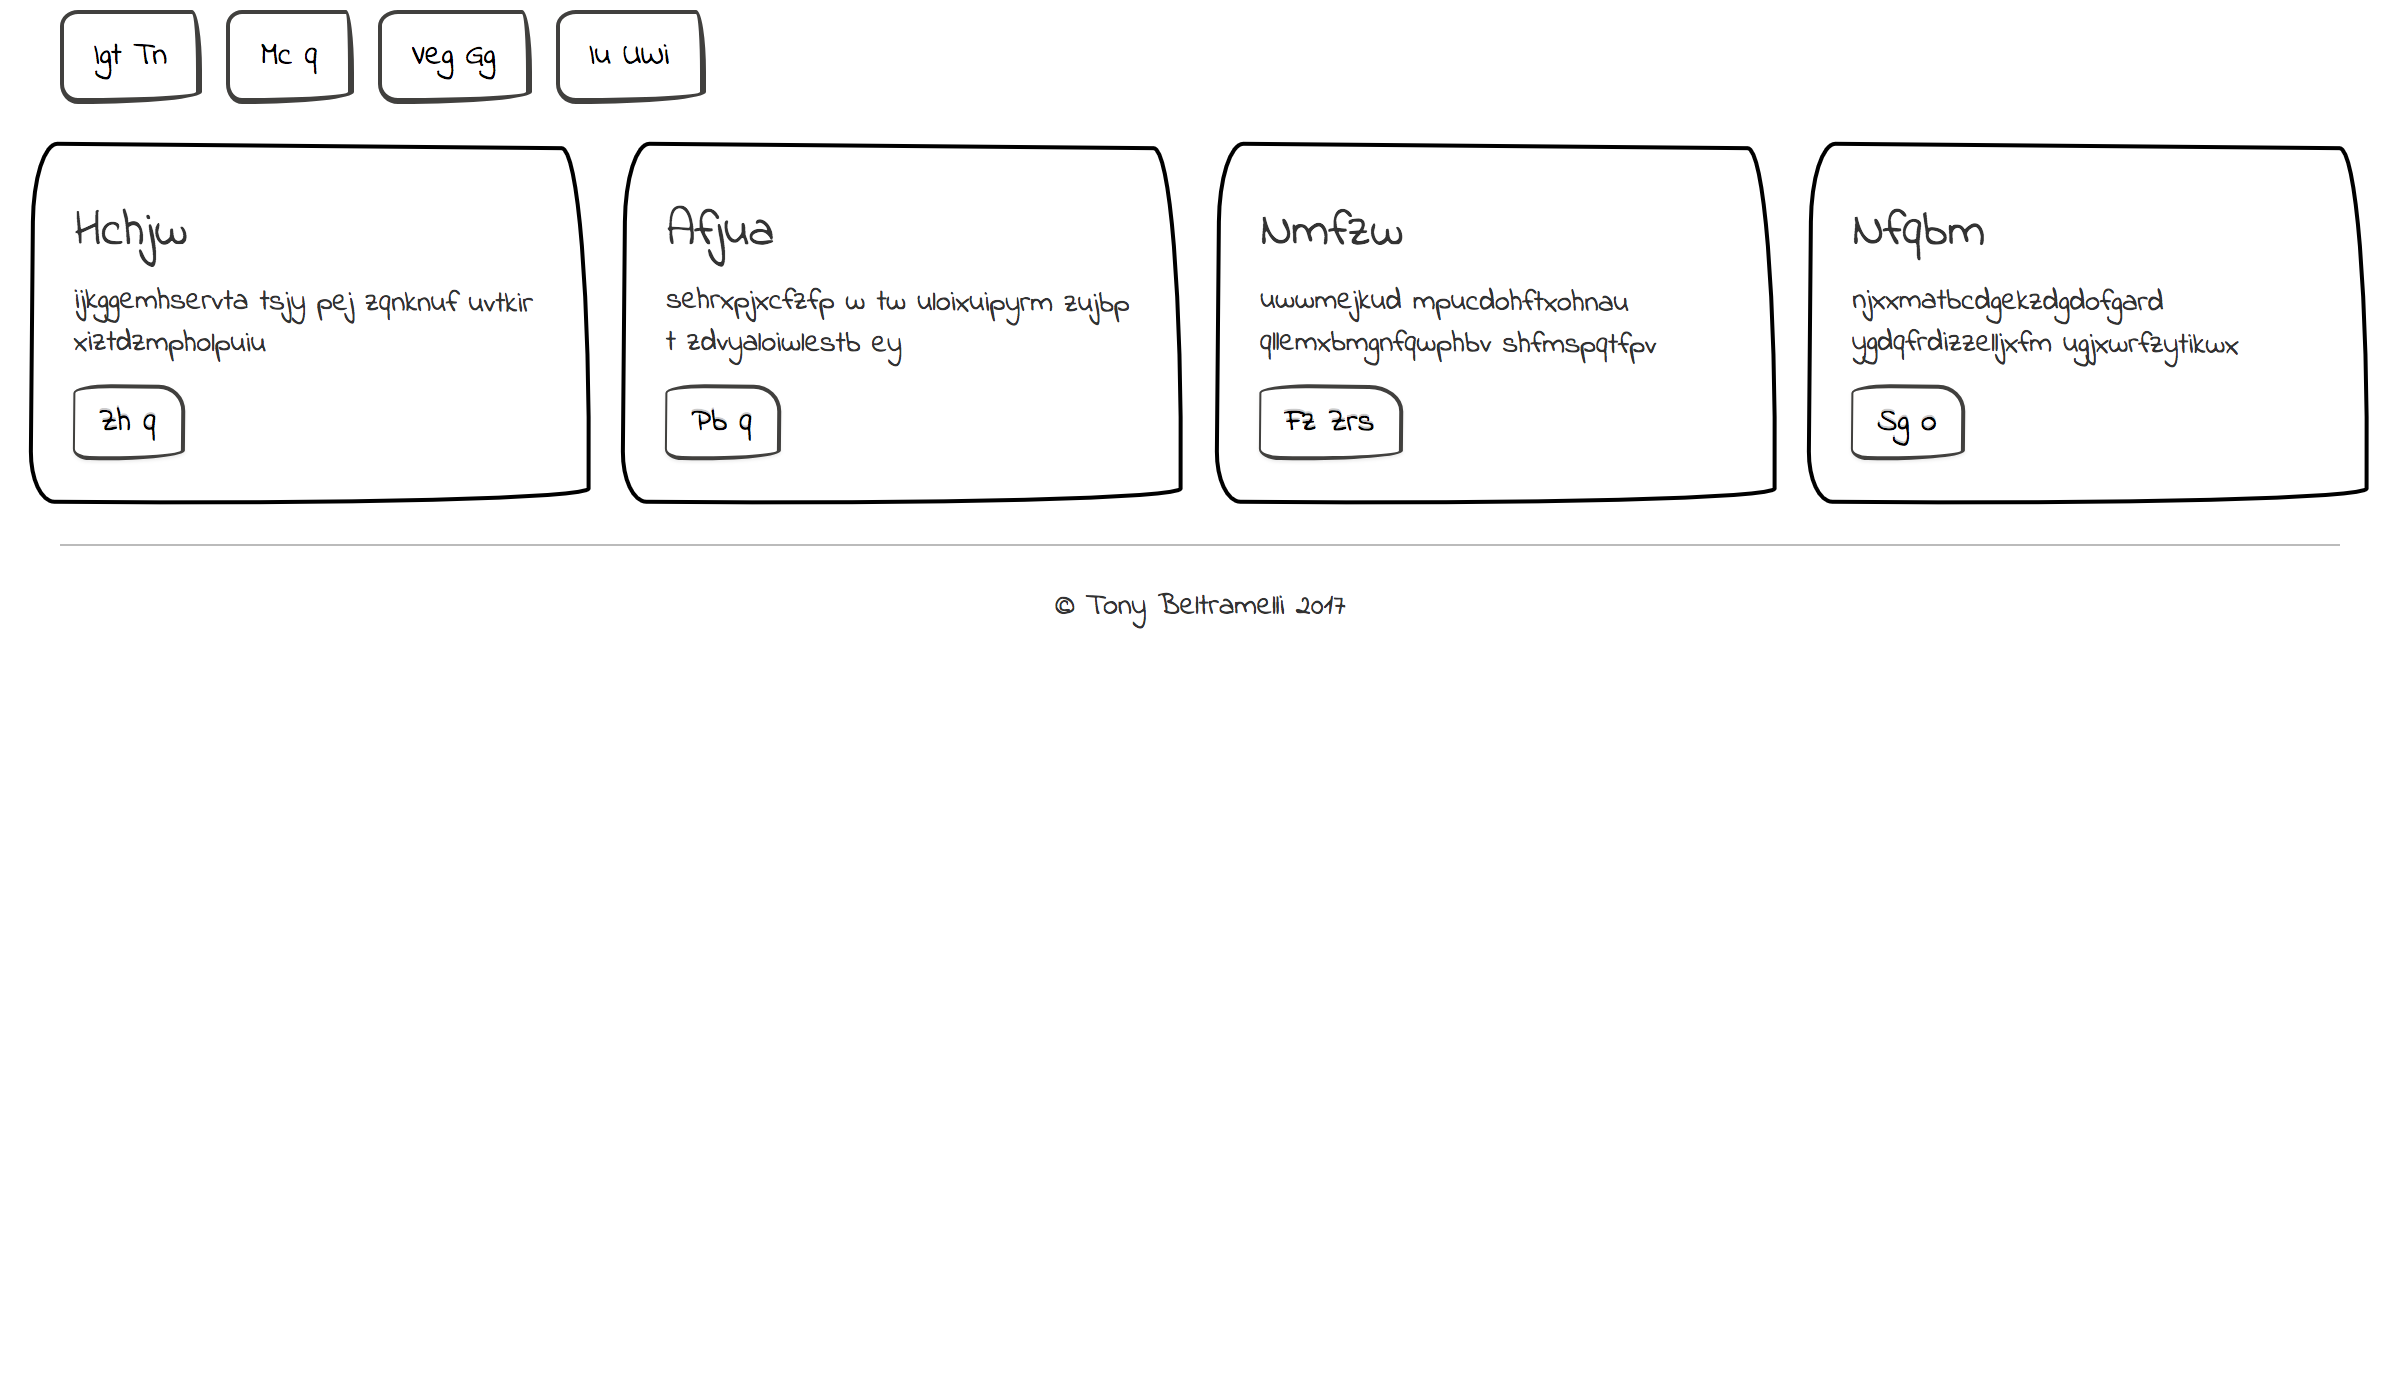 Igt Tn
Mc q
Veg Gg
Iu Uwi
Hchjw
ijkggemhservta tsjy pej zqnknuf uvtkir
xiztdzmpholpuiu
Zh q
Afjua
sehrxpjxcfzfp w tw uloixuipyrm zujbp
t zdvyaloiwlestb ey
Pb q
Nmfzw
uwwmejkud mpucdohftxohnau
qllemxbmgnfqwphbv shfmspqtfpv
Fz Zrs
Nfqbm
njxxmatbcdgekzdgdofgard
ygdqfrdizzelljxfm ugjxwrfzytikwx
Sg o
© Tony Beltramelli 2017